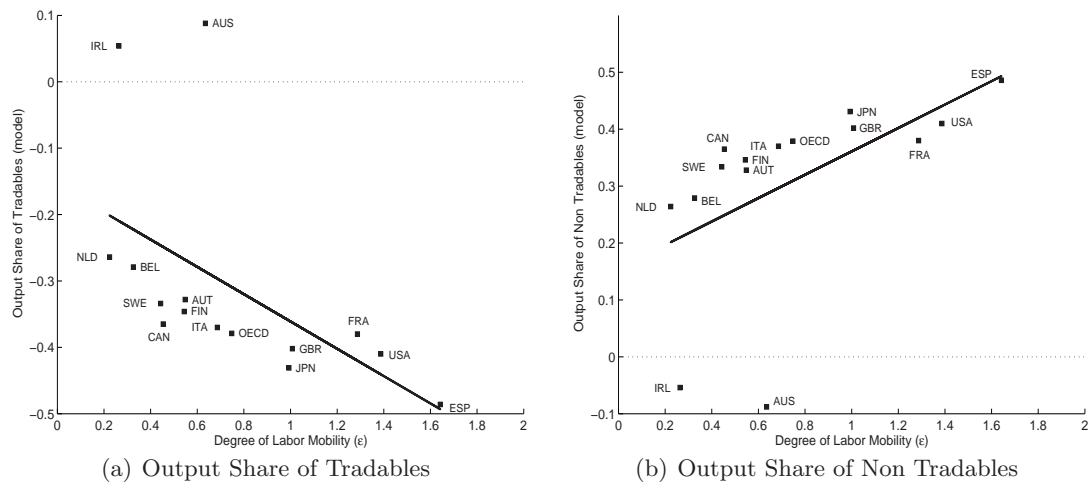 0.1
0
−0.1
−0.2
−0.3
−0.4
−0.5
Output Share of Tradables (model)
AUS
IRL
NLD
BEL
SWE
AUT
FIN
CAN
ITA
OECD
FRA
GBR
USA
JPN
ESP
0 0.2 0.4 0.6 0.8 1 1.2 1.4 1.6 1.8 2
Degree of Labor Mobility (ε)
(a) Output Share of Tradables
0.5
0.4
0.3
0.2
0.1
0
−0.1
Output Share of Non Tradables (model)
ESP
JPN
USA
GBR
CAN
ITA
OECD
FRA
SWE
FIN
AUT
NLD
BEL
IRL
AUS
0 0.2 0.4 0.6 0.8 1 1.2 1.4 1.6 1.8 2
Degree of Labor Mobility (ε)
(b) Output Share of Non Tradables